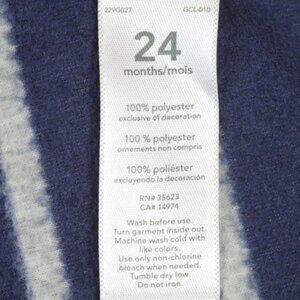 229G027 GCL-010
24
months/mois
100% polyester
exclusive of decoration
100 % polyester
ornements non compris
100% poliéster
excluyendo la decoración
RN# 35623
CA# 14974
Wash before use.
Turn garment inside out.
Machine wash cold with
like colors.
Use only non-chlorine
bleach when needed.
Tumble dry low.
Do not iron.